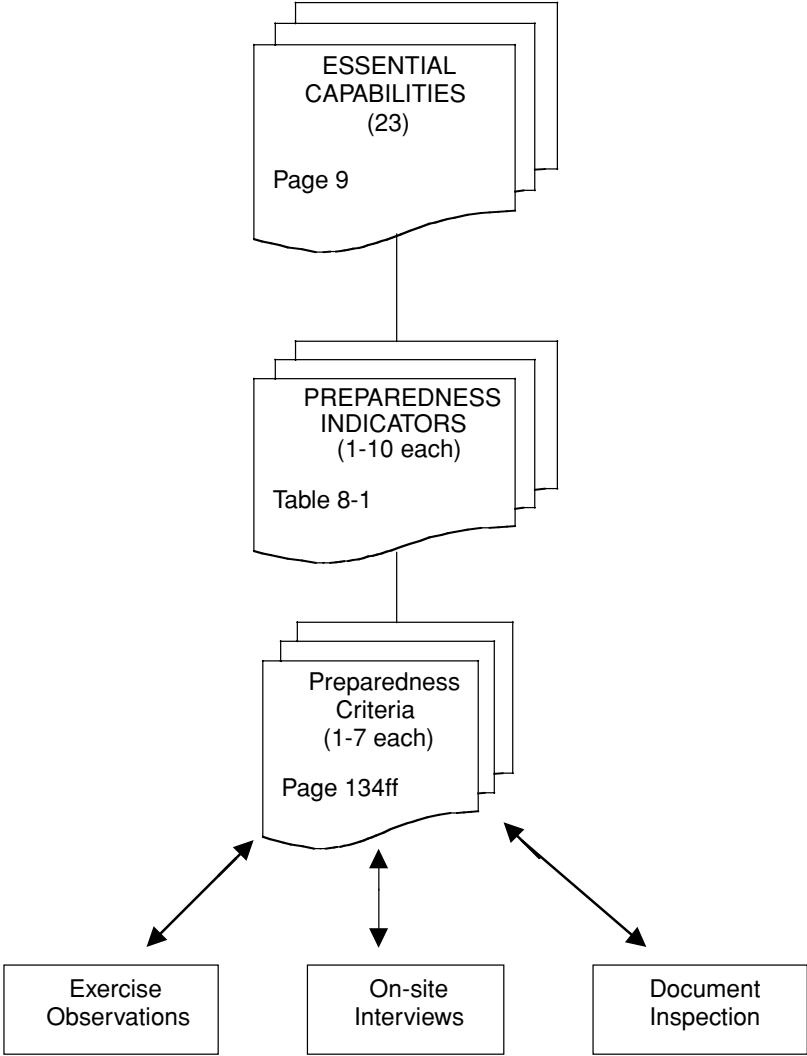 ESSENTIAL
CAPABILITIES
(23)
Page 9
PREPAREDNESS
INDICATORS
(1-10 each)
Table 8-1
Preparedness
Criteria
(1-7 each)
Page 134ff
Exercise
Observations
On-site
Interviews
Document
Inspection